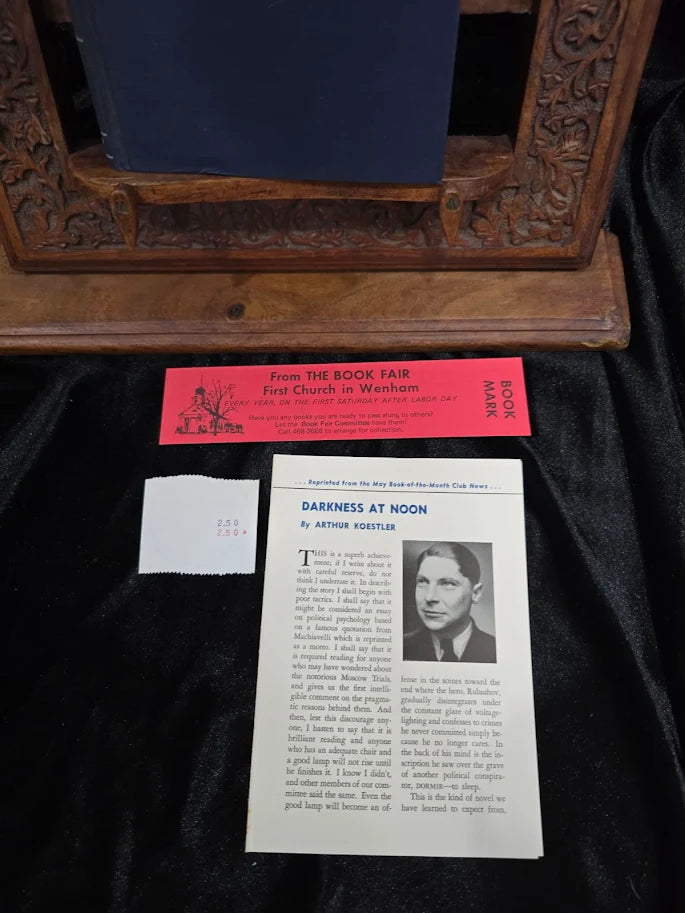 From THE BOOK FAIR
First Church in Wenham
EVERY YEAR, ON THE FIRST SATURDAY AFTER LABOR DAY
Have you any books you are ready to pass along to others?
Let the Book Fair Committee have them!
Call 468-2668 to arrange for collection.
BOOK
MARK
2.50
2.50 *
... Reprinted from the May Book-of-the-Month Club News ...
DARKNESS AT NOON
By ARTHUR KOESTLER
THIS is a superb achieve-
ment; if I write about it
with careful reserve, do not
think I underrate it. In describ-
ing the story I shall begin with
poor tactics. I shall say that it
might be considered an essay
on political psychology based
on a famous quotation from
Machiavelli which is reprinted
as a motto. I shall say that it
is required reading for anyone
who may have wondered about
the notorious Moscow Trials,
and gives us the first intelli-
gible comment on the pragma-
tic reasons behind them. And
then, lest this discourage any-
one, I hasten to say that it is
brilliant reading and anyone
who has an adequate chair and
a good lamp will not rise until
he finishes it. I know I didn't,
and other members of our com-
mittee said the same. Even the
good lamp will become an of-
fense in the scenes toward the
end where the hero, Rubashov,
gradually disintegrates under
the constant glare of voltage-
lighting and confesses to crimes
he never committed simply be-
cause he no longer cares. In
the back of his mind is the in-
scription he saw over the grave
of another political conspira-
tor, DORMIR—to sleep.
This is the kind of novel we
have learned to expect from,